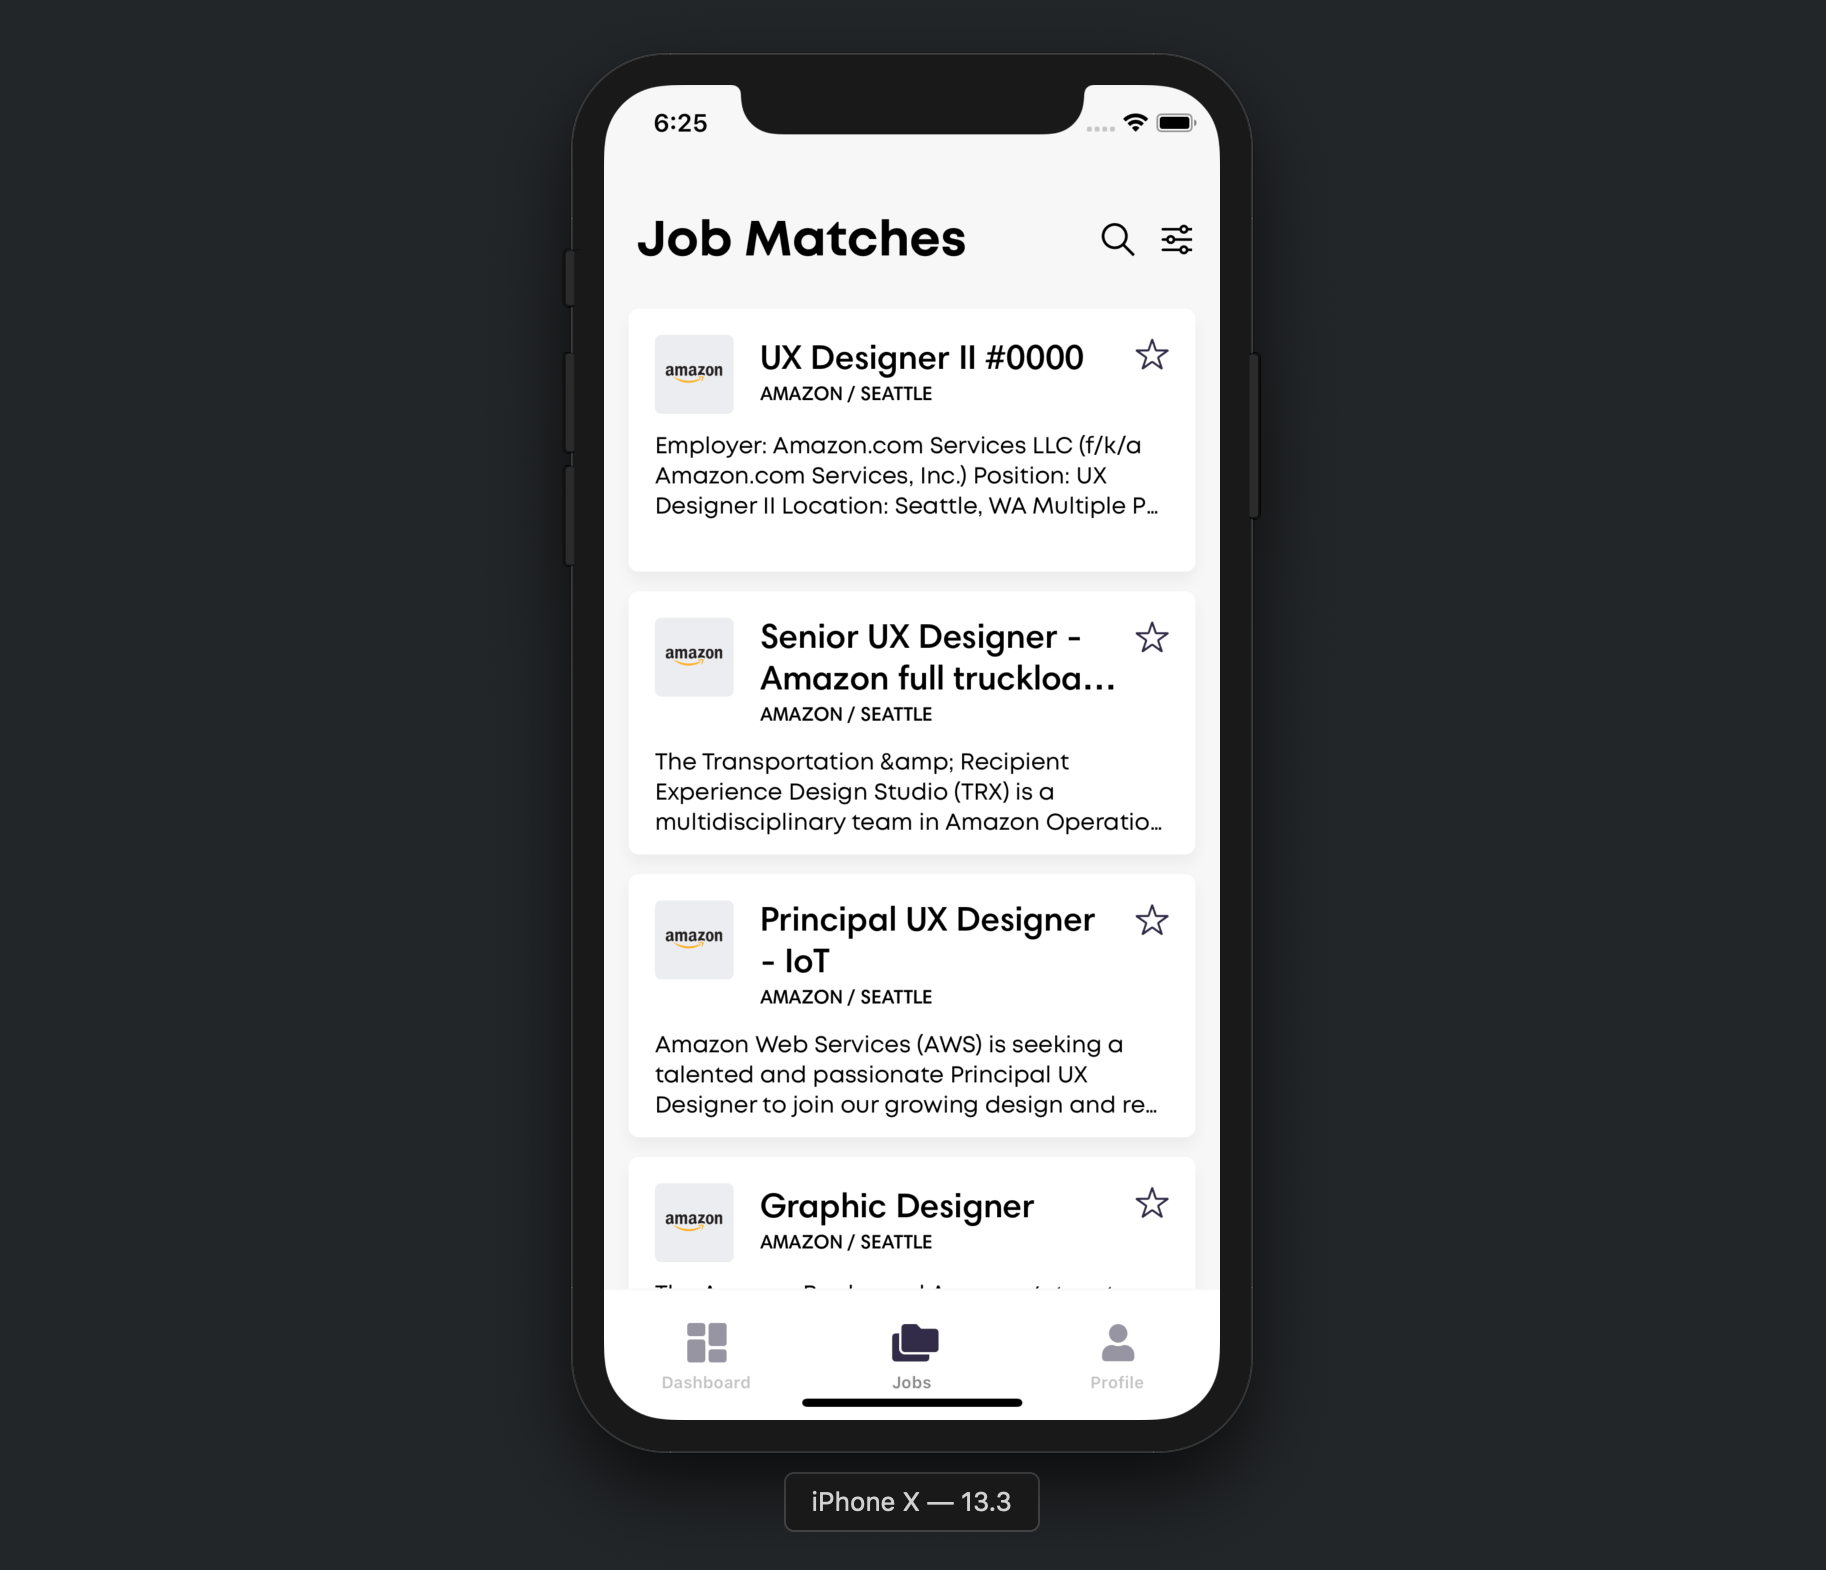 6:25
Job Matches
amazon
UX Designer II #0000
AMAZON / SEATTLE
Employer: Amazon.com Services LLC (f/k/a
Amazon.com Services, Inc.) Position: UX
Designer II Location: Seattle, WA Multiple P...
amazon
Senior UX Designer -
Amazon full truckloa...
AMAZON / SEATTLE
The Transportation &amp; Recipient
Experience Design Studio (TRX) is a
multidisciplinary team in Amazon Operatio...
amazon
Principal UX Designer
- IoT
AMAZON / SEATTLE
Amazon Web Services (AWS) is seeking a
talented and passionate Principal UX
Designer to join our growing design and re...
amazon
Graphic Designer
AMAZON / SEATTLE
Dashboard
Jobs
Profile
iPhone X — 13.3